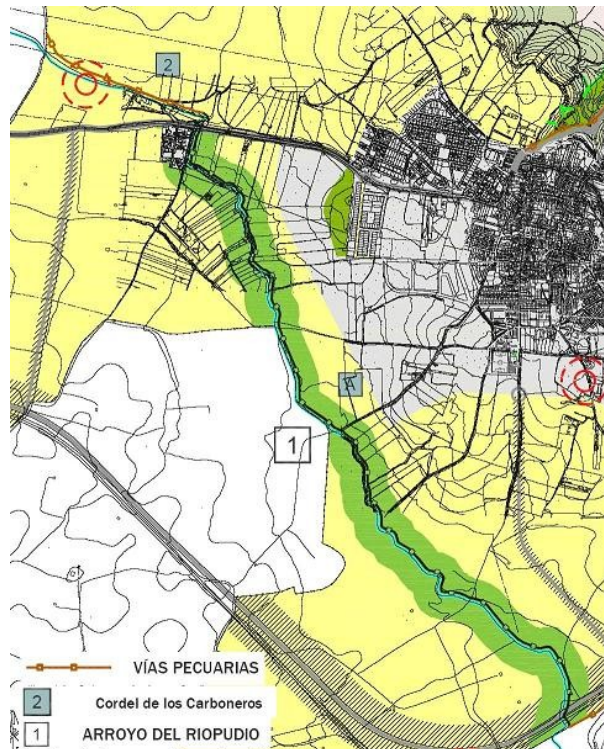 2
1
VÍAS PECUARIAS
2 Cordel de los Carboneros
1 ARROYO DEL RIOPUDIO